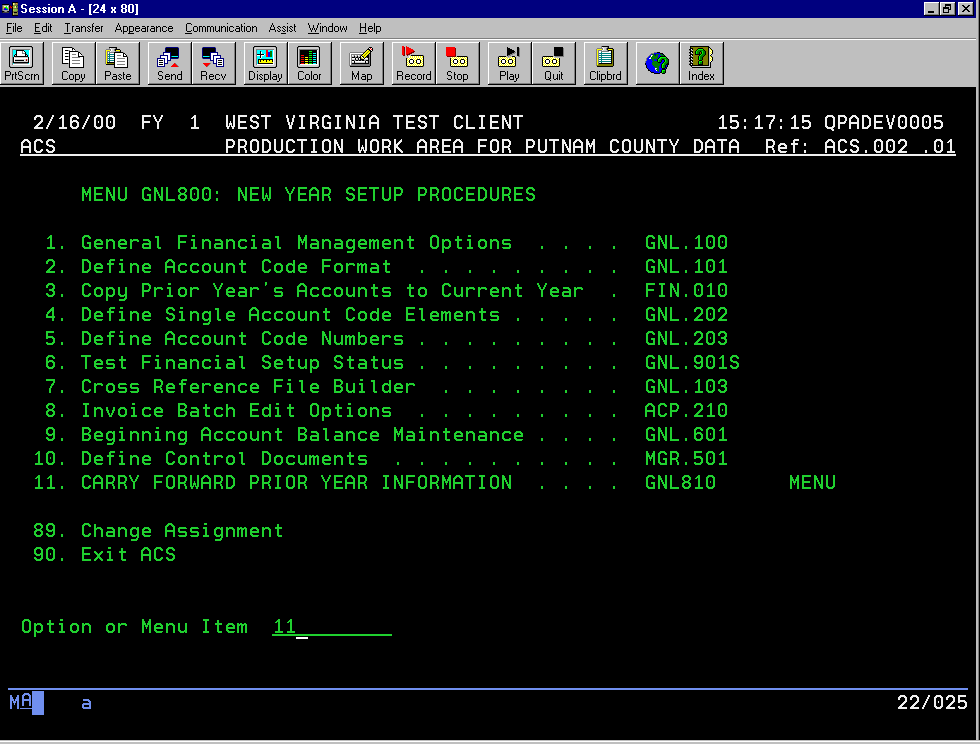 Session A - [24 x 80]
File Edit Transfer Appearance Communication Assist Window Help
PrtScrn Copy Paste Send Recv Display Color Map Record Stop Play Quit Clipbrd Index
2/16/00 FY 1 WEST VIRGINIA TEST CLIENT 15:17:15 QPADEV0005
ACS PRODUCTION WORK AREA FOR PUTNAM COUNTY DATA Ref: ACS.002 .01
MENU GNL800: NEW YEAR SETUP PROCEDURES
1. General Financial Management Options . . . . GNL.100
2. Define Account Code Format . . . . . . . . . GNL.101
3. Copy Prior Year's Accounts to Current Year . FIN.010
4. Define Single Account Code Elements . . . . . GNL.202
5. Define Account Code Numbers . . . . . . . . . GNL.203
6. Test Financial Setup Status . . . . . . . . . GNL.901S
7. Cross Reference File Builder . . . . . . . . GNL.103
8. Invoice Batch Edit Options . . . . . . . . . ACP.210
9. Beginning Account Balance Maintenance . . . . GNL.601
10. Define Control Documents . . . . . . . . . . MGR.501
11. CARRY FORWARD PRIOR YEAR INFORMATION . . . . GNL810 MENU
89. Change Assignment
90. Exit ACS
Option or Menu Item 11
MA a 22/025